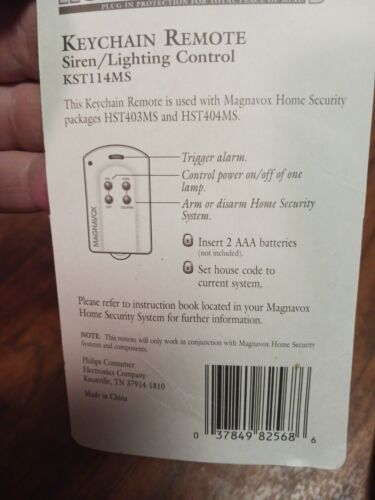 PLUG-IN PROTECTION FOR TOTAL PEACE OF MIND
KEYCHAIN REMOTE
Siren/Lighting Control
KST114MS
This Keychain Remote is used with Magnavox Home Security
packages HST403MS and HST404MS.
Trigger alarm.
Control power on/off of one
lamp.
Arm or disarm Home Security
System.
MAGNAVOX
Insert 2 AAA batteries
(not included).
Set house code to
current system.
Please refer to instruction book located in your Magnavox
Home Security System for further information.
NOTE: This remote will only work in conjunction with Magnavox Home Security
Systems and components.
Philips Consumer
Electronics Company
Knoxville, TN 37914-1810
Made in China
0 37849 82568 6